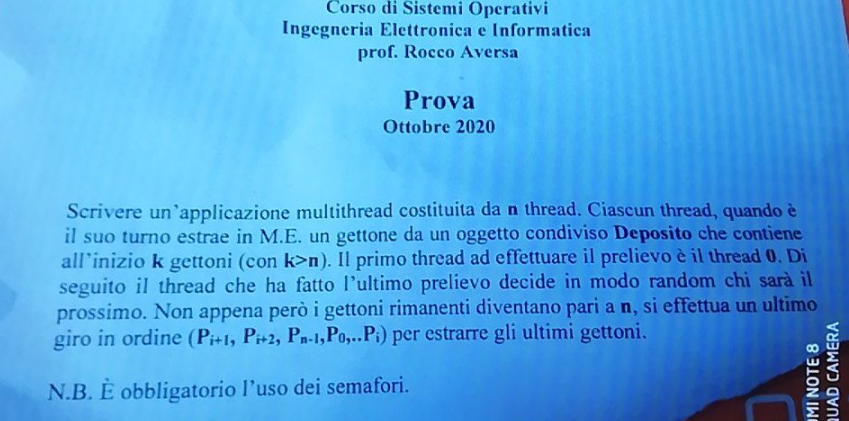 Corso di Sistemi Operativi
Ingegneria Elettronica e Informatica
prof. Rocco Aversa
Prova
Ottobre 2020
Scrivere un'applicazione multithread costituita da n thread. Ciascun thread, quando è
il suo turno estrae in M.E. un gettone da un oggetto condiviso Deposito che contiene
all'inizio k gettoni (con k>n). Il primo thread ad effettuare il prelievo è il thread 0. Di
seguito il thread che ha fatto l'ultimo prelievo decide in modo random chi sarà il
prossimo. Non appena però i gettoni rimanenti diventano pari a n, si effettua un ultimo
giro in ordine (Pi+1, Pi+2, Pn-1,P0,..Pi) per estrarre gli ultimi gettoni.
N.B. È obbligatorio l'uso dei semafori.
MI NOTE 8
QUAD CAMERA